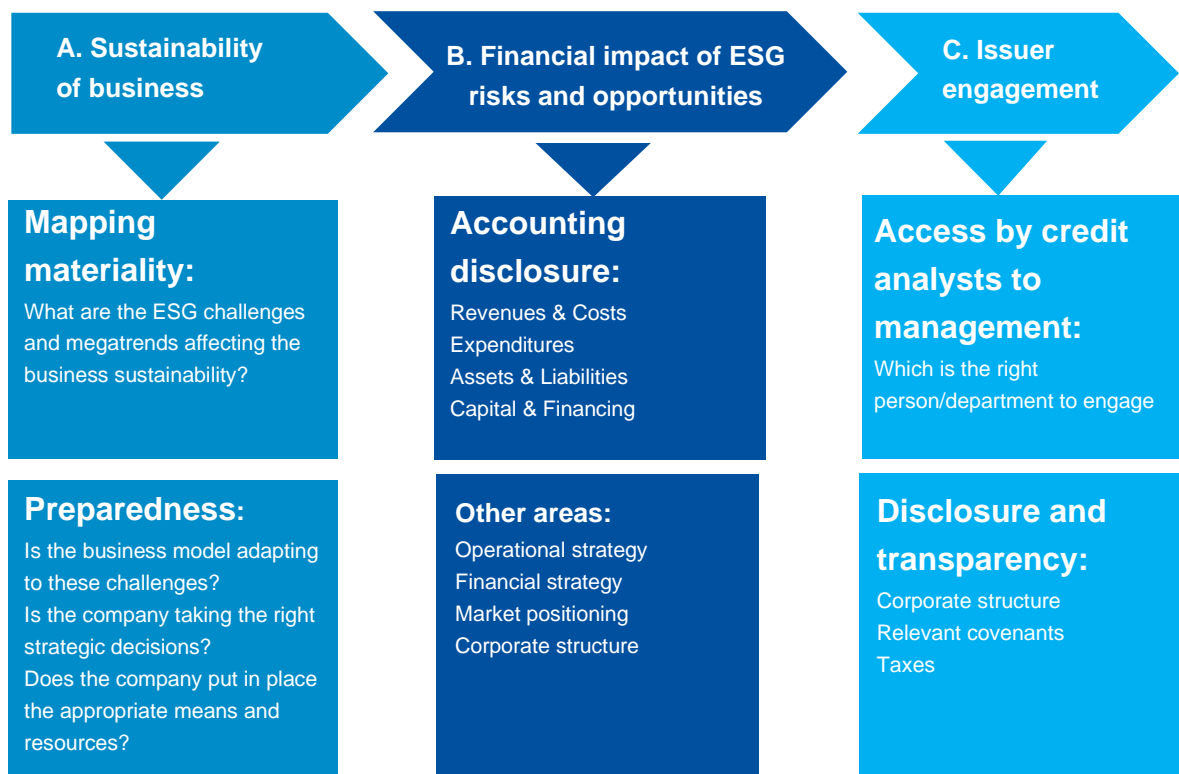 A. Sustainability
of business
Mapping
materiality:
What are the ESG challenges
and megatrends affecting the
business sustainability?
Preparedness:
Is the business model adapting
to these challenges?
Is the company taking the right
strategic decisions?
Does the company put in place
the appropriate means and
resources?
B. Financial impact of ESG
risks and opportunities
Accounting
disclosure:
Revenues & Costs
Expenditures
Assets & Liabilities
Capital & Financing
Other areas:
Operational strategy
Financial strategy
Market positioning
Corporate structure
C. Issuer
engagement
Access by credit
analysts to
management:
Which is the right
person/department to engage
Disclosure and
transparency:
Corporate structure
Relevant covenants
Taxes